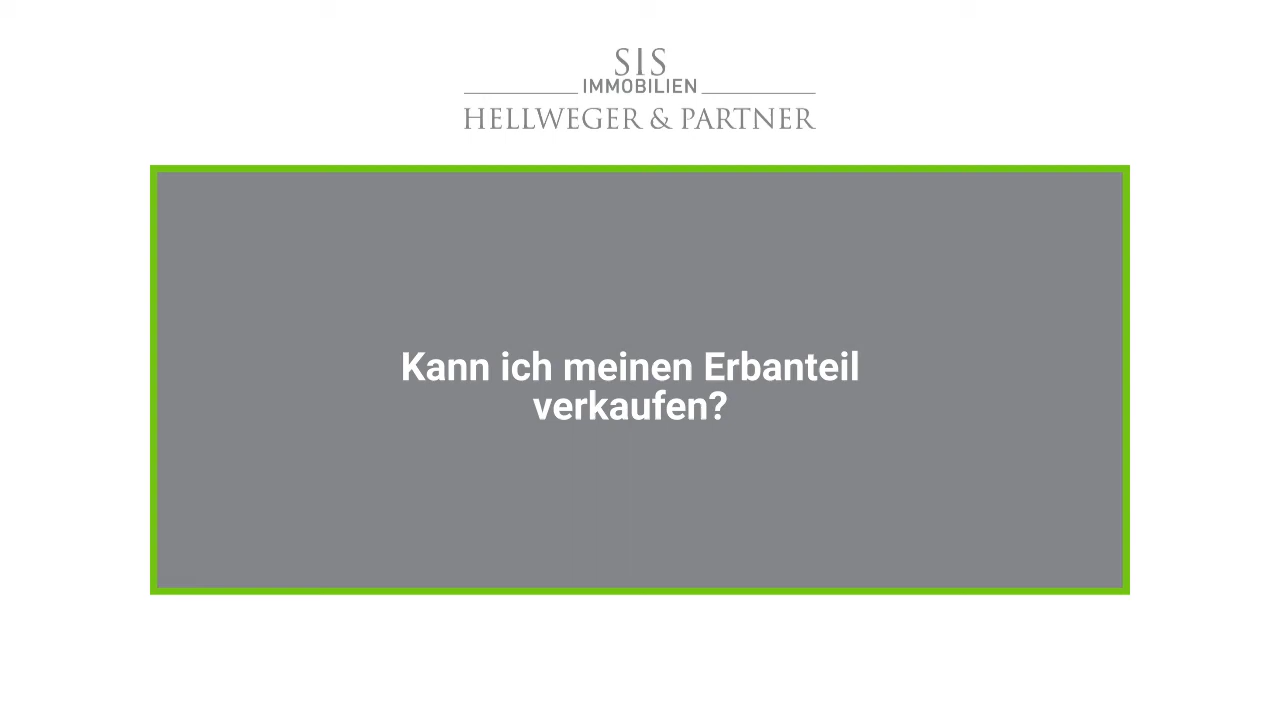 SIS
IMMOBILIEN
HELLWEGER & PARTNER
Kann ich meinen Erbanteil
verkaufen?